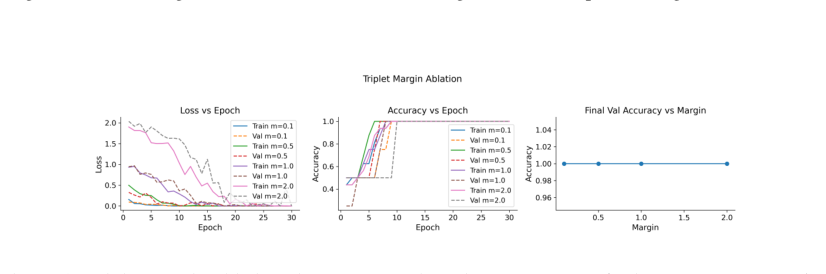 Triplet Margin Ablation
Loss vs Epoch
2.0
1.5
1.0
0.5
0.0
Loss
0 5 10 15 20 25 30
Epoch
Train m=0.1
Val m=0.1
Train m=0.5
Val m=0.5
Train m=1.0
Val m=1.0
Train m=2.0
Val m=2.0
Accuracy vs Epoch
1.0
0.8
0.6
0.4
Accuracy
0 5 10 15 20 25 30
Epoch
Train m=0.1
Val m=0.1
Train m=0.5
Val m=0.5
Train m=1.0
Val m=1.0
Train m=2.0
Val m=2.0
Final Val Accuracy vs Margin
1.04
1.02
1.00
0.98
0.96
Accuracy
0.5 1.0 1.5 2.0
Margin